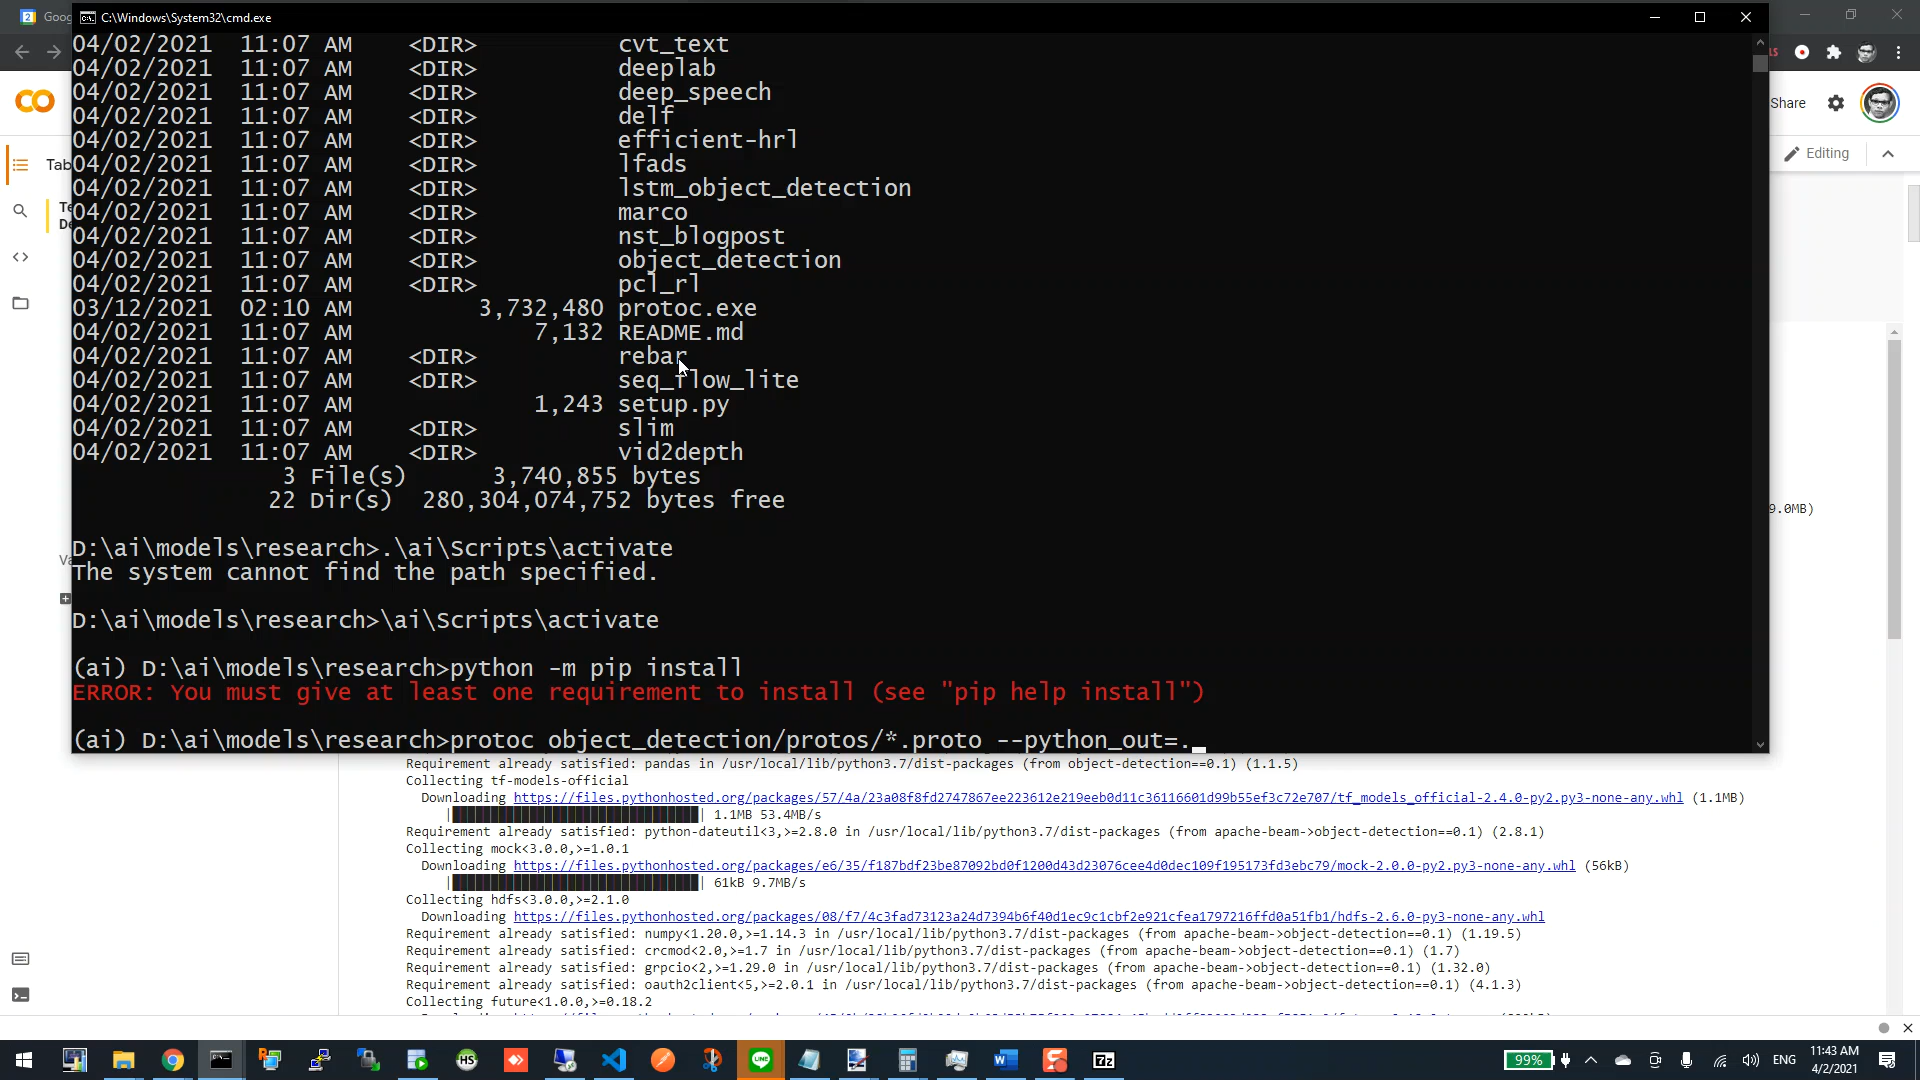 Goog
C:\Windows\System32\cmd.exe
04/02/2021 11:07 AM <DIR> cvt_text
04/02/2021 11:07 AM <DIR> deeplab
04/02/2021 11:07 AM <DIR> deep_speech
04/02/2021 11:07 AM <DIR> delf
04/02/2021 11:07 AM <DIR> efficient-hrl
04/02/2021 11:07 AM <DIR> lfads
04/02/2021 11:07 AM <DIR> lstm_object_detection
04/02/2021 11:07 AM <DIR> marco
04/02/2021 11:07 AM <DIR> nst_blogpost
04/02/2021 11:07 AM <DIR> object_detection
04/02/2021 11:07 AM <DIR> pcl_rl
03/12/2021 02:10 AM 3,732,480 protoc.exe
04/02/2021 11:07 AM 7,132 README.md
04/02/2021 11:07 AM <DIR> rebar
04/02/2021 11:07 AM <DIR> seq_flow_lite
04/02/2021 11:07 AM 1,243 setup.py
04/02/2021 11:07 AM <DIR> slim
04/02/2021 11:07 AM <DIR> vid2depth
3 File(s) 3,740,855 bytes
22 Dir(s) 280,304,074,752 bytes free
D:\ai\models\research>.\ai\Scripts\activate
The system cannot find the path specified.
D:\ai\models\research>\ai\Scripts\activate
(ai) D:\ai\models\research>python -m pip install
ERROR: You must give at least one requirement to install (see "pip help install")
(ai) D:\ai\models\research>protoc object_detection/protos/*.proto --python_out=._
Share
Editing
Tab
Te
De
Va
9.0MB)
Requirement already satisfied: pandas in /usr/local/lib/python3.7/dist-packages (from object-detection==0.1) (1.1.5)
Collecting tf-models-official
Downloading https://files.pythonhosted.org/packages/57/4a/23a08f8fd2747867ee223612e219eeb0d11c36116601d99b55ef3c72e707/tf_models_official-2.4.0-py2.py3-none-any.whl (1.1MB)
1.1MB 53.4MB/s
Requirement already satisfied: python-dateutil<3,>=2.8.0 in /usr/local/lib/python3.7/dist-packages (from apache-beam->object-detection==0.1) (2.8.1)
Collecting mock<3.0.0,>=1.0.1
Downloading https://files.pythonhosted.org/packages/e6/35/f187bdf23be87092bd0f1200d43d23076cee4d0dec109f195173fd3ebc79/mock-2.0.0-py2.py3-none-any.whl (56kB)
61kB 9.7MB/s
Collecting hdfs<3.0.0,>=2.1.0
Downloading https://files.pythonhosted.org/packages/08/f7/4c3fad73123a24d7394b6f40d1ec9c1cbf2e921cfea1797216ffd0a51fb1/hdfs-2.6.0-py3-none-any.whl
Requirement already satisfied: numpy<1.20.0,>=1.14.3 in /usr/local/lib/python3.7/dist-packages (from apache-beam->object-detection==0.1) (1.19.5)
Requirement already satisfied: crcmod<2.0,>=1.7 in /usr/local/lib/python3.7/dist-packages (from apache-beam->object-detection==0.1) (1.7)
Requirement already satisfied: grpcio<2,>=1.29.0 in /usr/local/lib/python3.7/dist-packages (from apache-beam->object-detection==0.1) (1.32.0)
Requirement already satisfied: oauth2client<5,>=2.0.1 in /usr/local/lib/python3.7/dist-packages (from apache-beam->object-detection==0.1) (4.1.3)
Collecting future<1.0.0,>=0.18.2
99%
ENG
11:43 AM
4/2/2021